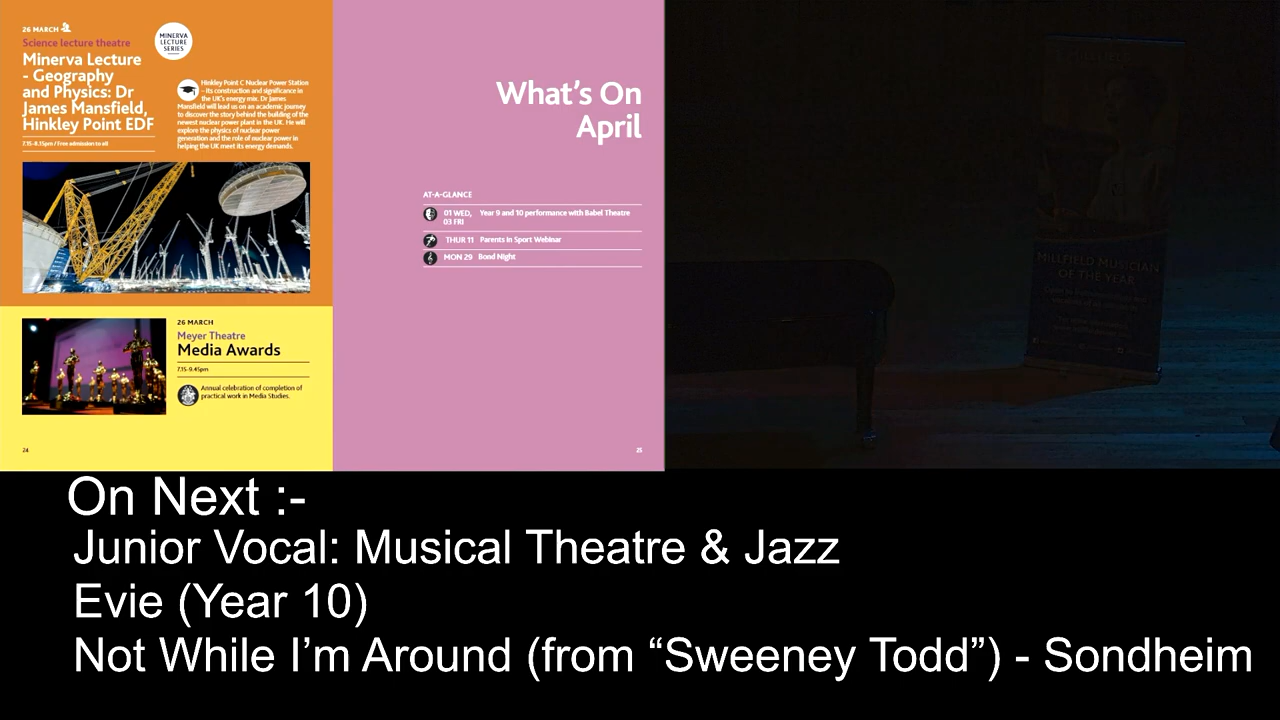 26 MARCH
Science lecture theatre
Minerva Lecture
- Geography
and Physics: Dr
James Mansfield,
Hinkley Point EDF
7.15-8.15pm / Free admission to all
MINERVA
LECTURE
SERIES
Hinkley Point C Nuclear Power Station
- its construction and significance in
the UK's energy mix. Dr James
Mansfield will lead us on an academic journey
to discover the story behind the building of the
newest nuclear power plant in the UK. He will
explore the physics of nuclear power
generation and the role of nuclear power in
helping the UK meet its energy demands.
26 MARCH
Meyer Theatre
Media Awards
7.15-9.45pm
Annual celebration of completion of
practical work in Media Studies.
24
What's On
April
AT-A-GLANCE
01 WED, Year 9 and 10 performance with Babel Theatre
03 FRI
THUR 11 Parents in Sport Webinar
MON 29 Bond Night
25
MILLFIELD MUSICIAN
OF THE YEAR
On Next :-
Junior Vocal: Musical Theatre & Jazz
Evie (Year 10)
Not While I’m Around (from “Sweeney Todd”) - Sondheim